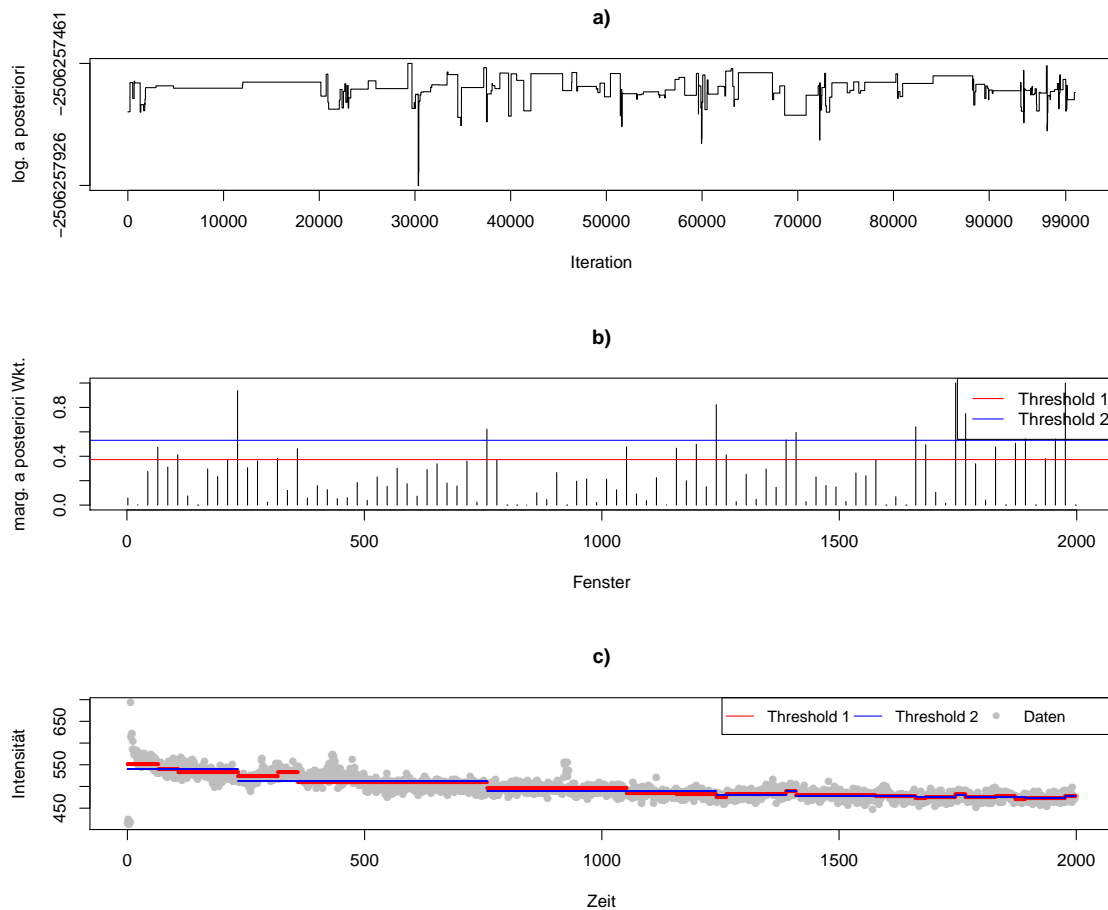 a)
log. a posteriori
−2506257461
−2506257926
0 10000 20000 30000 40000 50000 60000 70000 80000 90000 99000
Iteration
b)
marg. a posteriori Wkt.
0.8
0.4
0.0
Threshold 1
Threshold 2
0 500 1000 1500 2000
Fenster
c)
Intensität
650
550
450
Threshold 1 Threshold 2 Daten
0 500 1000 1500 2000
Zeit